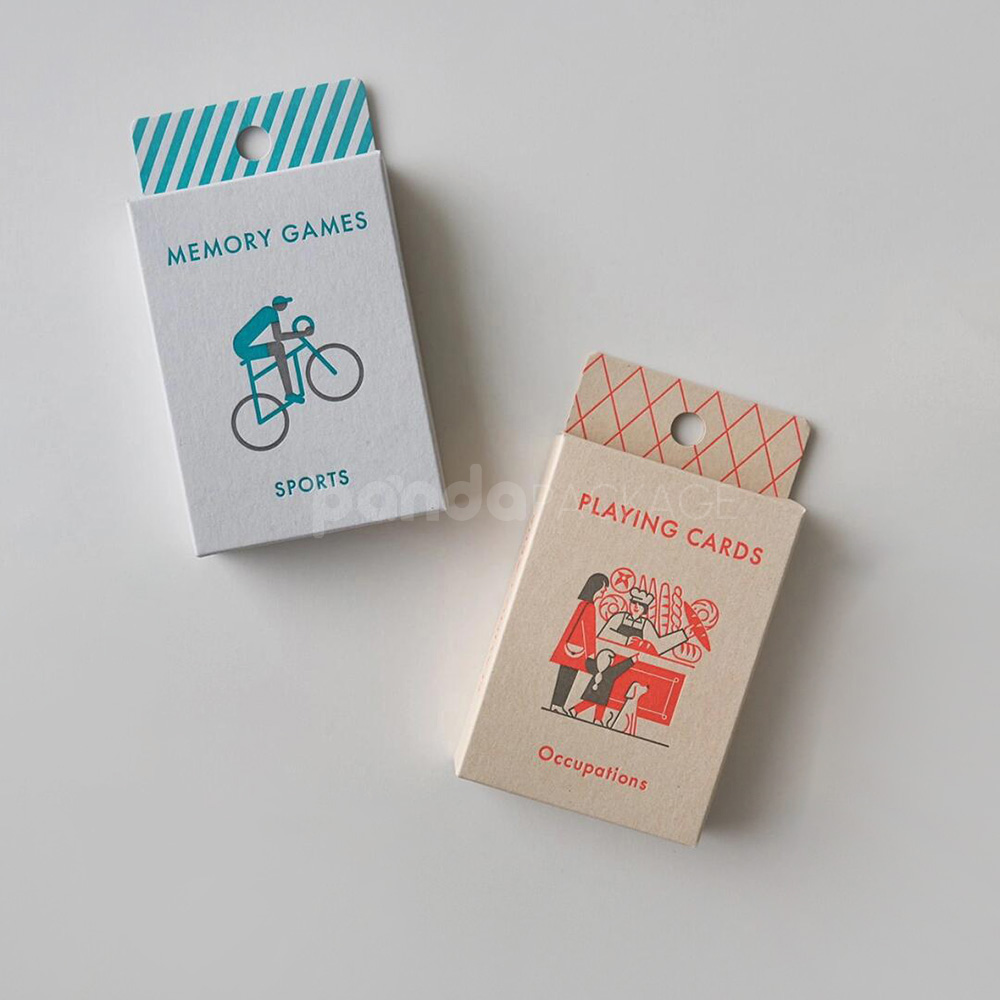 MEMORY GAMES
SPORTS
pandaPACKAGE
PLAYING CARDS
Occupations